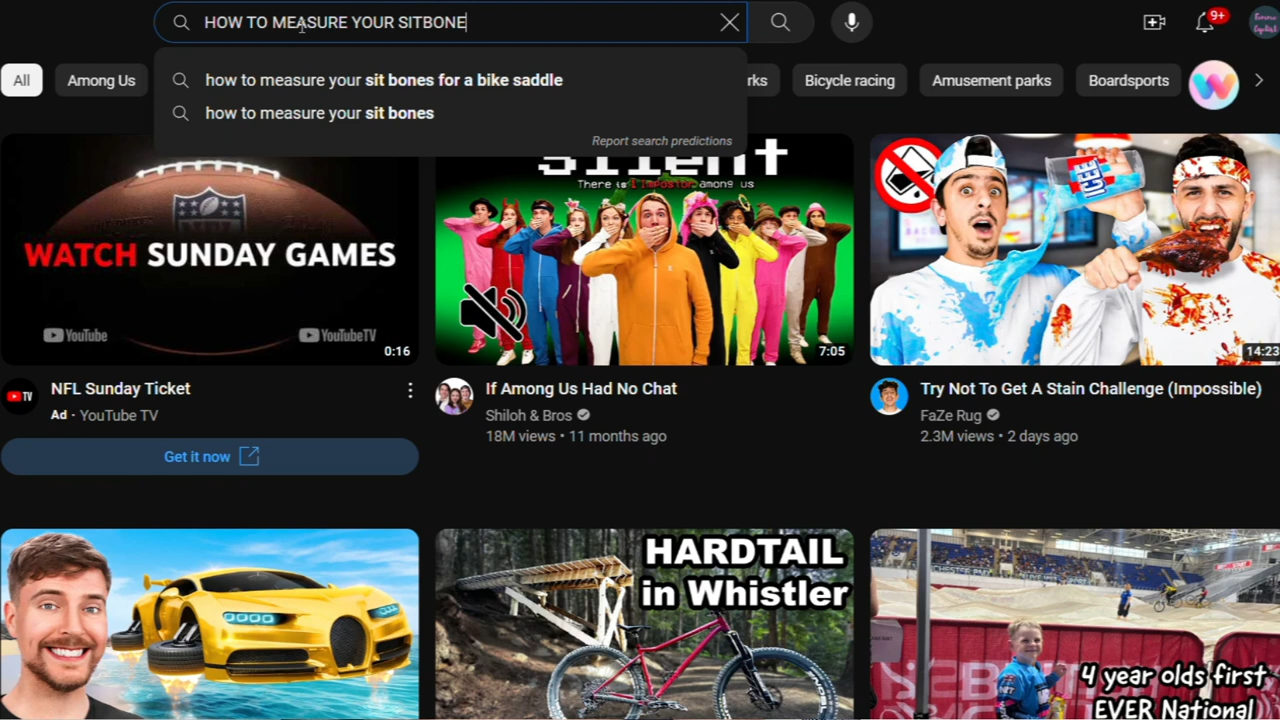 HOW TO MEASURE YOUR SITBONE
9+
how to measure your sit bones for a bike saddle
how to measure your sit bones
Report search predictions
All
Among Us
rks
Bicycle racing
Amusement parks
Boardsports
NFL
WATCH SUNDAY GAMES
YouTube
YouTubeTV
0:16
There is 1 Impostor among us
7:05
ICEE
14:23
TV
NFL Sunday Ticket
Ad · YouTube TV
Get it now
If Among Us Had No Chat
Shiloh & Bros
18M views • 11 months ago
Try Not To Get A Stain Challenge (Impossible)
FaZe Rug
2.3M views • 2 days ago
HARDTAIL
in Whistler
4 year olds first
EVER National